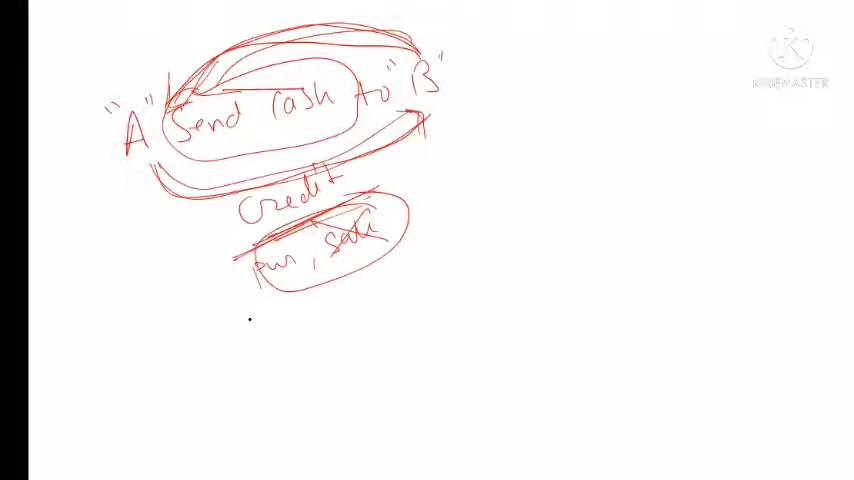 "A" Send cash to "B"
Credit
pur, sale
KINEMASTER